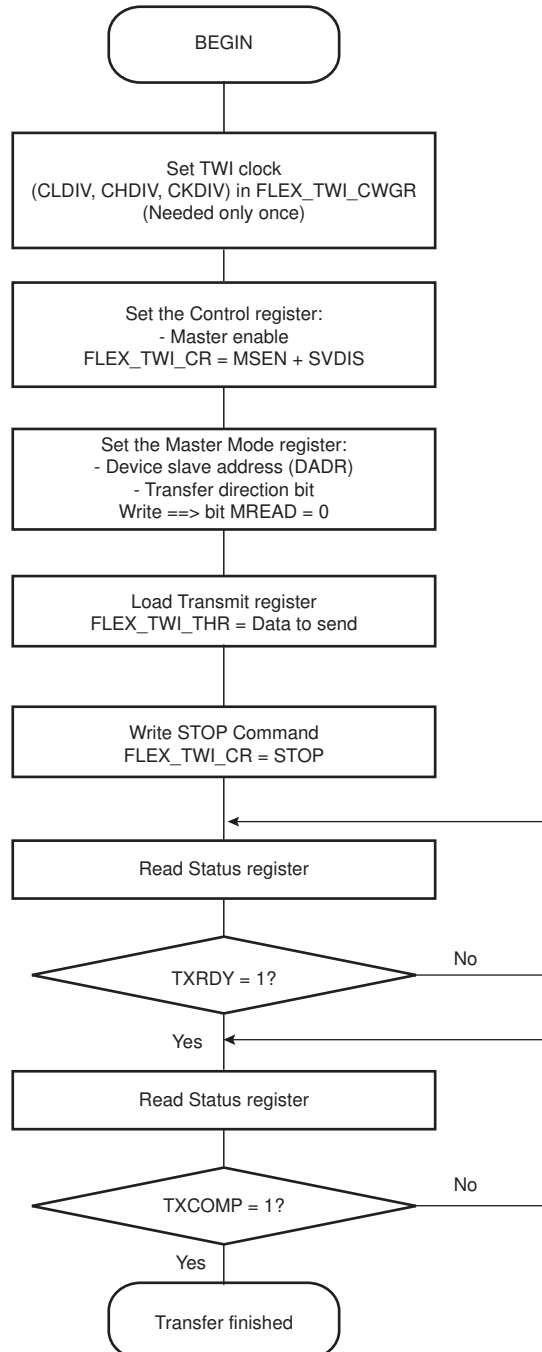 BEGIN
Set TWI clock
(CLDIV, CHDIV, CKDIV) in FLEX_TWI_CWGR
(Needed only once)
Set the Control register:
- Master enable
FLEX_TWI_CR = MSEN + SVDIS
Set the Master Mode register:
- Device slave address (DADR)
- Transfer direction bit
Write ==> bit MREAD = 0
Load Transmit register
FLEX_TWI_THR = Data to send
Write STOP Command
FLEX_TWI_CR = STOP
Read Status register
TXRDY = 1?
No
Yes
Read Status register
TXCOMP = 1?
No
Yes
Transfer finished